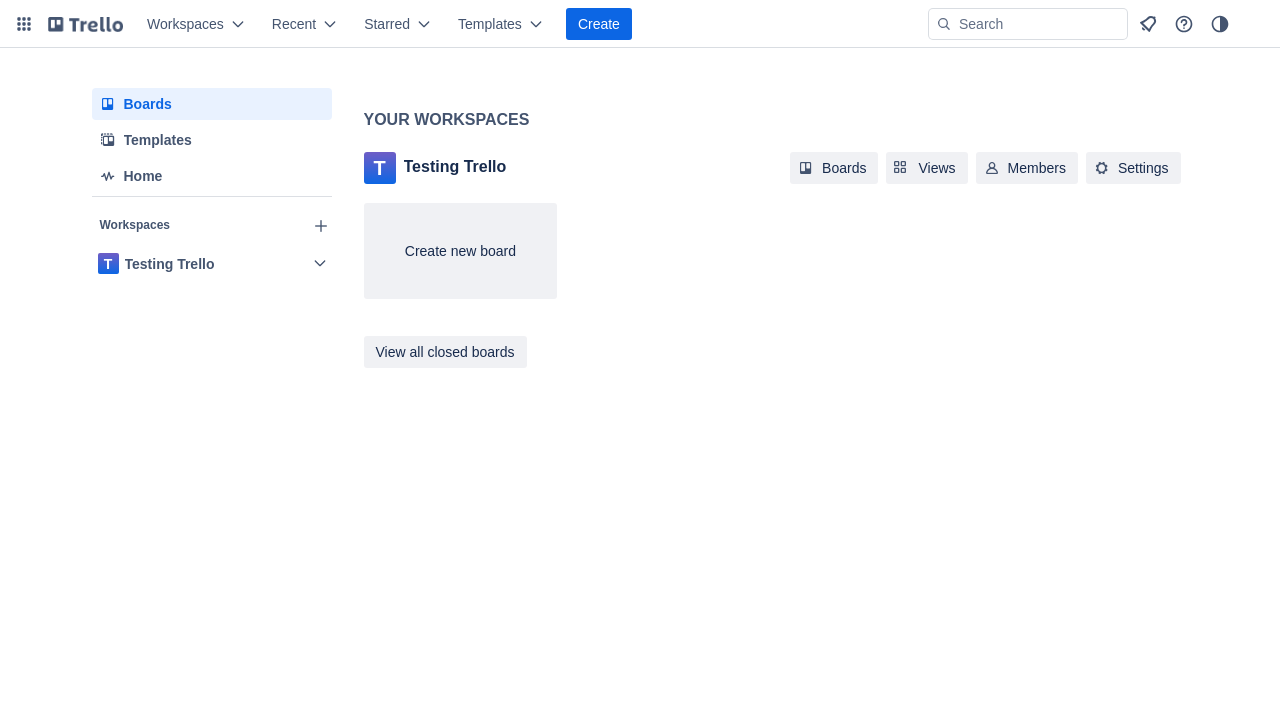 Trello
Workspaces
Recent
Starred
Templates
Create
Search
Boards
Templates
Home
Workspaces
T Testing Trello
YOUR WORKSPACES
T Testing Trello
Boards
Views
Members
Settings
Create new board
View all closed boards